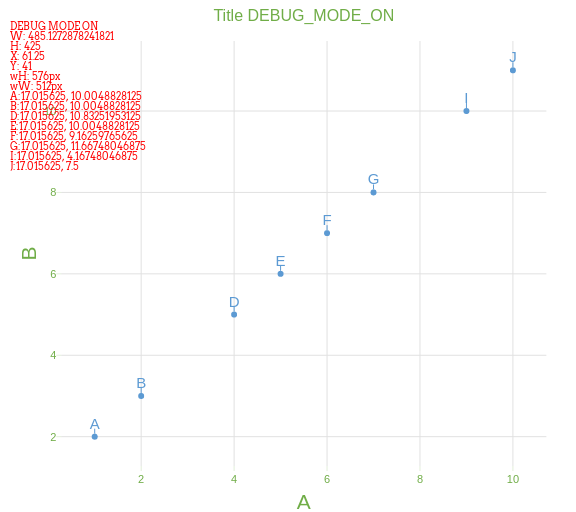 Title DEBUG_MODE_ON
DEBUG MODE ON
W: 485.1272878241821
H: 425
X: 61.25
Y: 41
wH: 576px
wW: 512px
A:17.015625, 10.0048828125
B:17.015625, 10.0048828125
D:17.015625, 10.83251953125
E:17.015625, 10.0048828125
F:17.015625, 9.16259765625
G:17.015625, 11.66748046875
I:17.015625, 4.16748046875
J:17.015625, 7.5
J
I
G
8
F
B
E
6
D
4
B
A
2
2 4 6 8 10
A